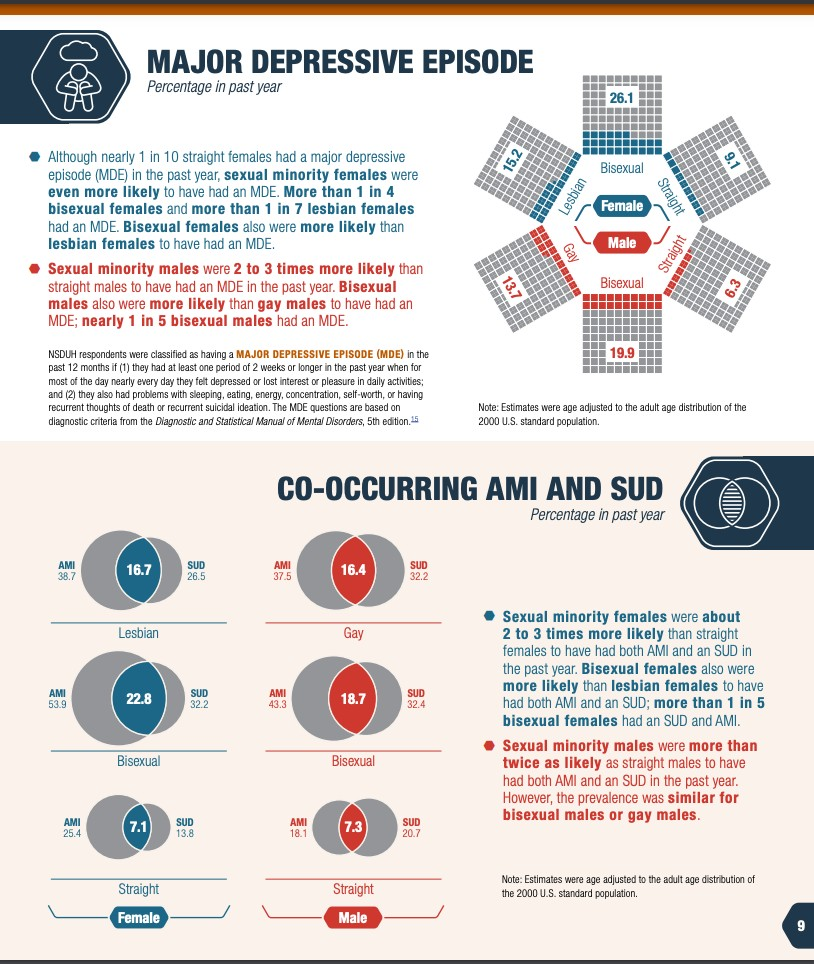 MAJOR DEPRESSIVE EPISODE
Percentage in past year
Although nearly 1 in 10 straight females had a major depressive
episode (MDE) in the past year, sexual minority females were
even more likely to have had an MDE. More than 1 in 4
bisexual females and more than 1 in 7 lesbian females
had an MDE. Bisexual females also were more likely than
lesbian females to have had an MDE.
Sexual minority males were 2 to 3 times more likely than
straight males to have had an MDE in the past year. Bisexual
males also were more likely than gay males to have had an
MDE; nearly 1 in 5 bisexual males had an MDE.
NSDUH respondents were classified as having a MAJOR DEPRESSIVE EPISODE (MDE) in the
past 12 months if (1) they had at least one period of 2 weeks or longer in the past year when for
most of the day nearly every day they felt depressed or lost interest or pleasure in daily activities;
and (2) they also had problems with sleeping, eating, energy, concentration, self-worth, or having
recurrent thoughts of death or recurrent suicidal ideation. The MDE questions are based on
diagnostic criteria from the Diagnostic and Statistical Manual of Mental Disorders, 5th edition.15
26.1
15.2
9.1
Bisexual
Lesbian
Straight
Female
Male
Gay
Straight
Bisexual
13.7
6.3
19.9
Note: Estimates were age adjusted to the adult age distribution of the
2000 U.S. standard population.
CO-OCCURRING AMI AND SUD
Percentage in past year
AMI
38.7
16.7
SUD
26.5
Lesbian
AMI
37.5
16.4
SUD
32.2
Gay
AMI
53.9
22.8
SUD
32.2
Bisexual
AMI
43.3
18.7
SUD
32.4
Bisexual
AMI
25.4
7.1
SUD
13.8
Straight
AMI
18.1
7.3
SUD
20.7
Straight
Female
Male
Sexual minority females were about
2 to 3 times more likely than straight
females to have had both AMI and an SUD in
the past year. Bisexual females also were
more likely than lesbian females to have
had both AMI and an SUD; more than 1 in 5
bisexual females had an SUD and AMI.
Sexual minority males were more than
twice as likely as straight males to have
had both AMI and an SUD in the past year.
However, the prevalence was similar for
bisexual males or gay males.
Note: Estimates were age adjusted to the adult age distribution of
the 2000 U.S. standard population.
9